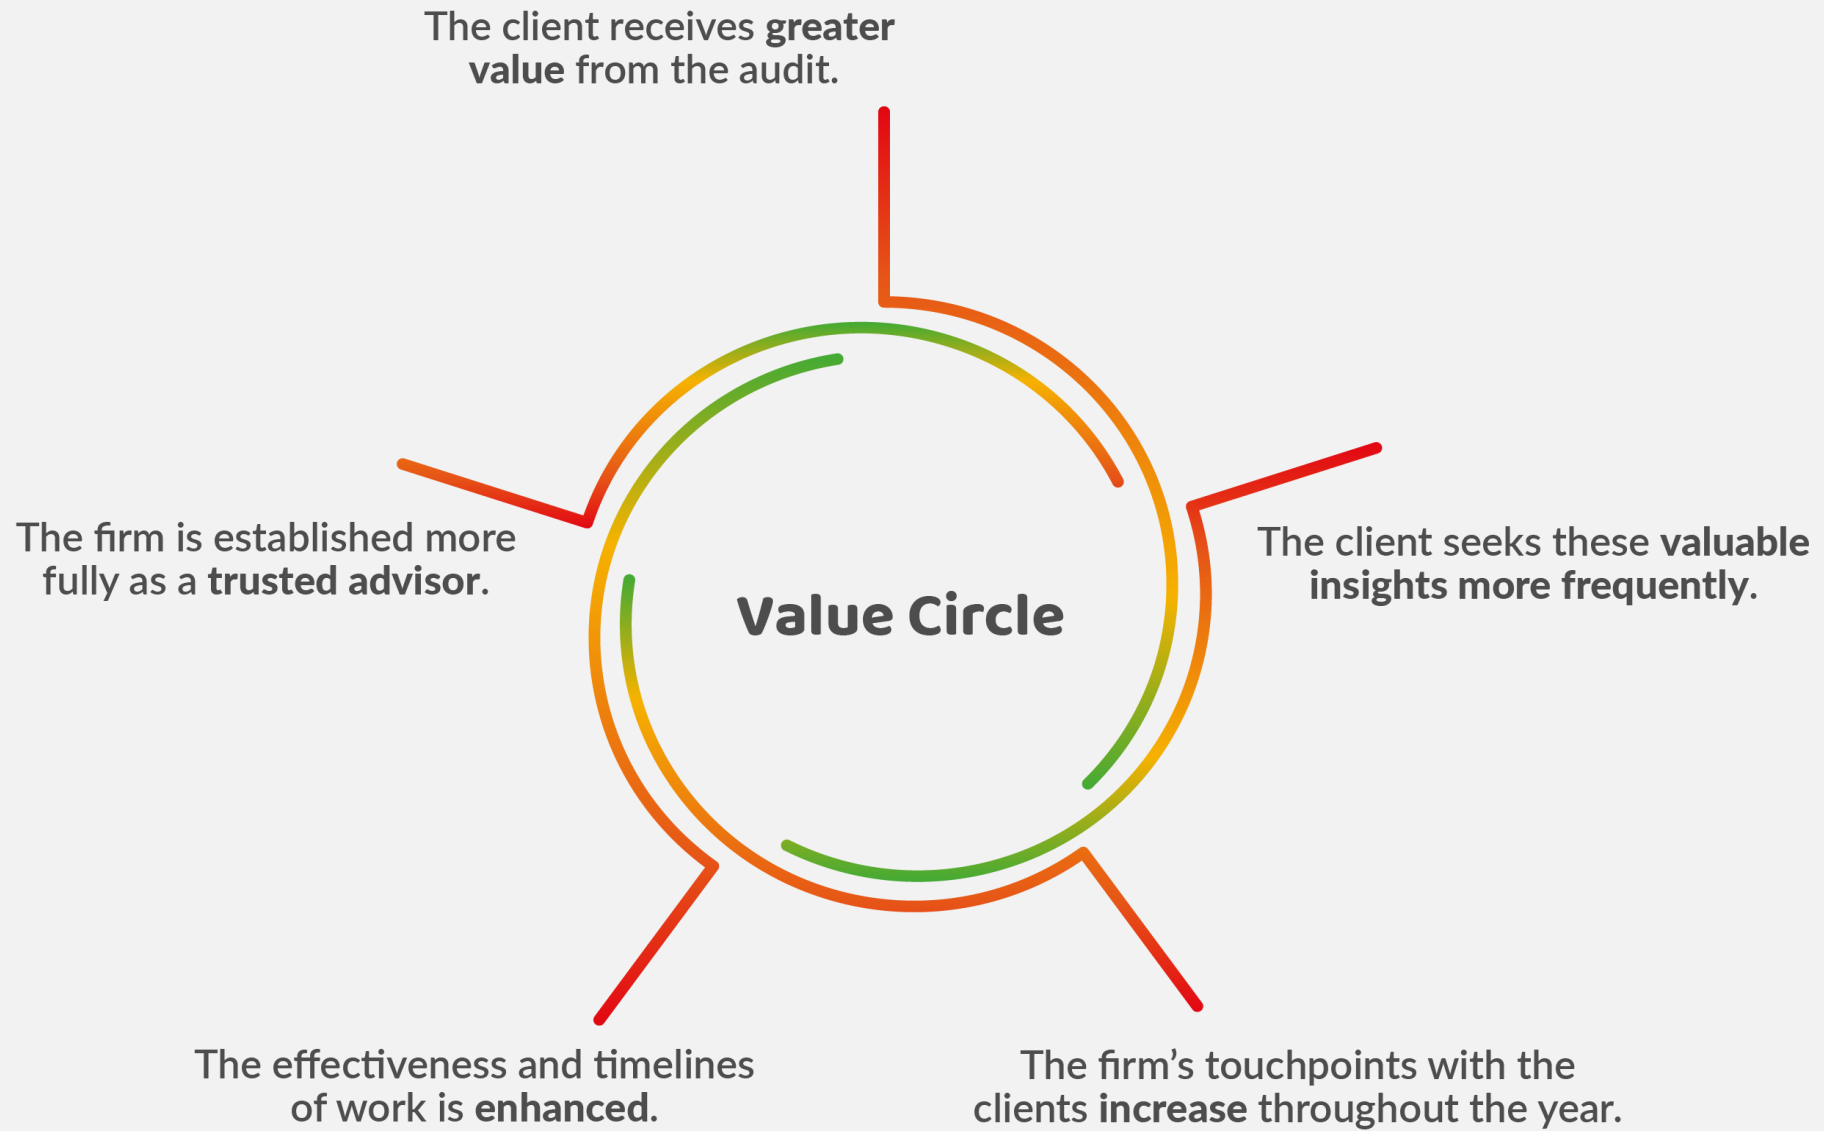 The client receives greater
value from the audit.
The client seeks these valuable
insights more frequently.
The firm is established more
fully as a trusted advisor.
Value Circle
The effectiveness and timelines
of work is enhanced.
The firm’s touchpoints with the
clients increase throughout the year.